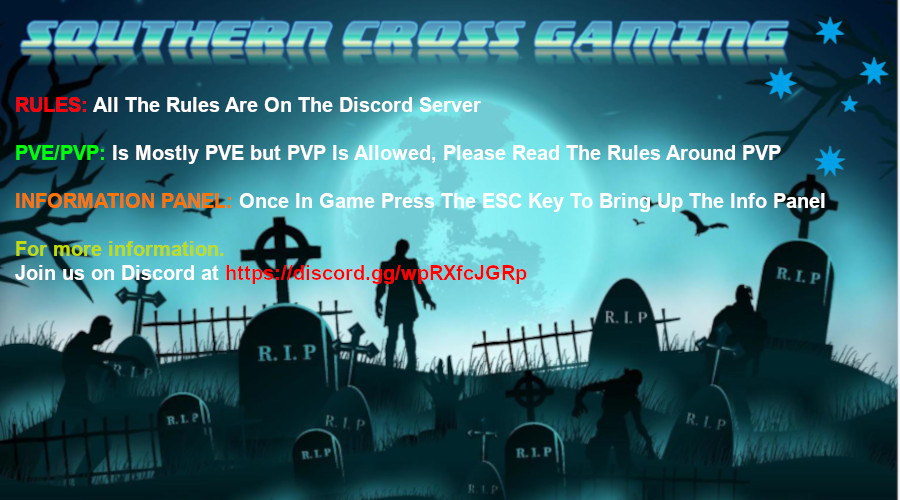 SOUTHERN CROSS GAMING
RULES: All The Rules Are On The Discord Server
PVE/PVP: Is Mostly PVE but PVP Is Allowed, Please Read The Rules Around PVP
INFORMATION PANEL: Once In Game Press The ESC Key To Bring Up The Info Panel
For more information.
Join us on Discord at https://discord.gg/wpRXfcJGRp
R.I.P
R.I.P
R.I.P
R.I.P
R.I.P
R.I.P
R.I.P
R.I.P
R.I.P
R.I.P